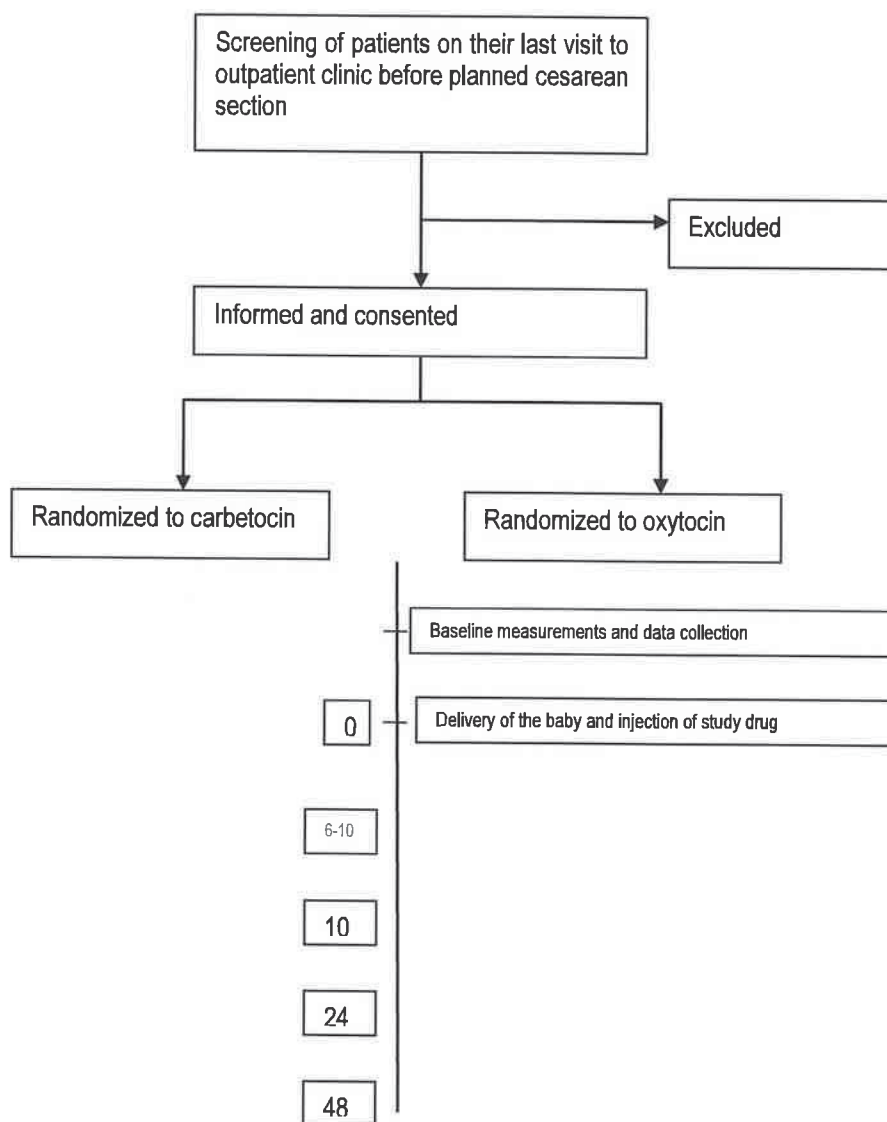 Screening of patients on their last visit to
outpatient clinic before planned cesarean
section
Excluded
Informed and consented
Randomized to carbetocin
Randomized to oxytocin
Baseline measurements and data collection
0
Delivery of the baby and injection of study drug
6-10
10
24
48